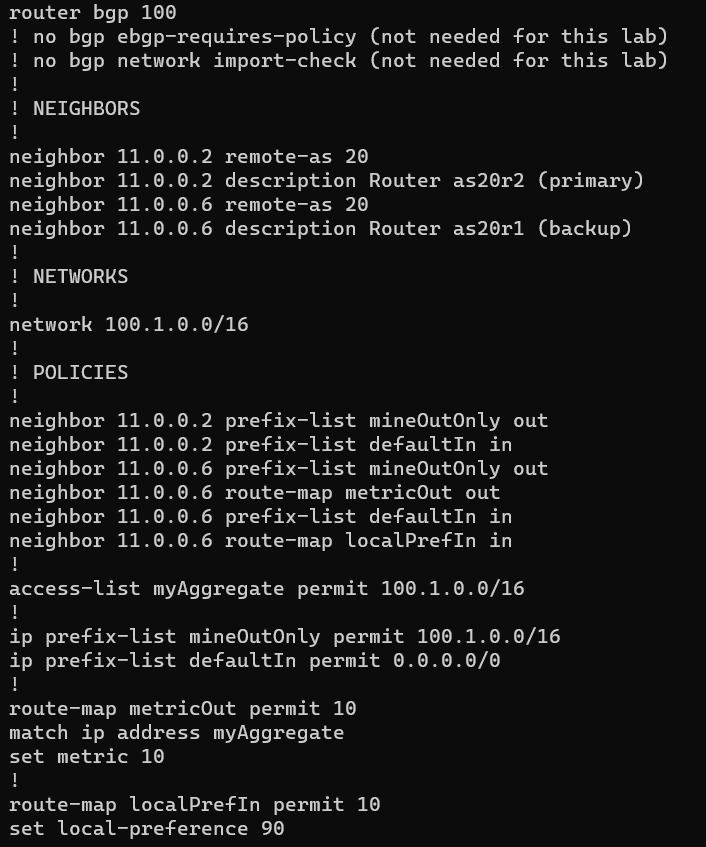 router bgp 100
! no bgp ebgp-requires-policy (not needed for this lab)
! no bgp network import-check (not needed for this lab)
!
! NEIGHBORS
!
neighbor 11.0.0.2 remote-as 20
neighbor 11.0.0.2 description Router as20r2 (primary)
neighbor 11.0.0.6 remote-as 20
neighbor 11.0.0.6 description Router as20r1 (backup)
!
! NETWORKS
!
network 100.1.0.0/16
!
! POLICIES
!
neighbor 11.0.0.2 prefix-list mineOutOnly out
neighbor 11.0.0.2 prefix-list defaultIn in
neighbor 11.0.0.6 prefix-list mineOutOnly out
neighbor 11.0.0.6 route-map metricOut out
neighbor 11.0.0.6 prefix-list defaultIn in
neighbor 11.0.0.6 route-map localPrefIn in
!
access-list myAggregate permit 100.1.0.0/16
!
ip prefix-list mineOutOnly permit 100.1.0.0/16
ip prefix-list defaultIn permit 0.0.0.0/0
!
route-map metricOut permit 10
match ip address myAggregate
set metric 10
!
route-map localPrefIn permit 10
set local-preference 90